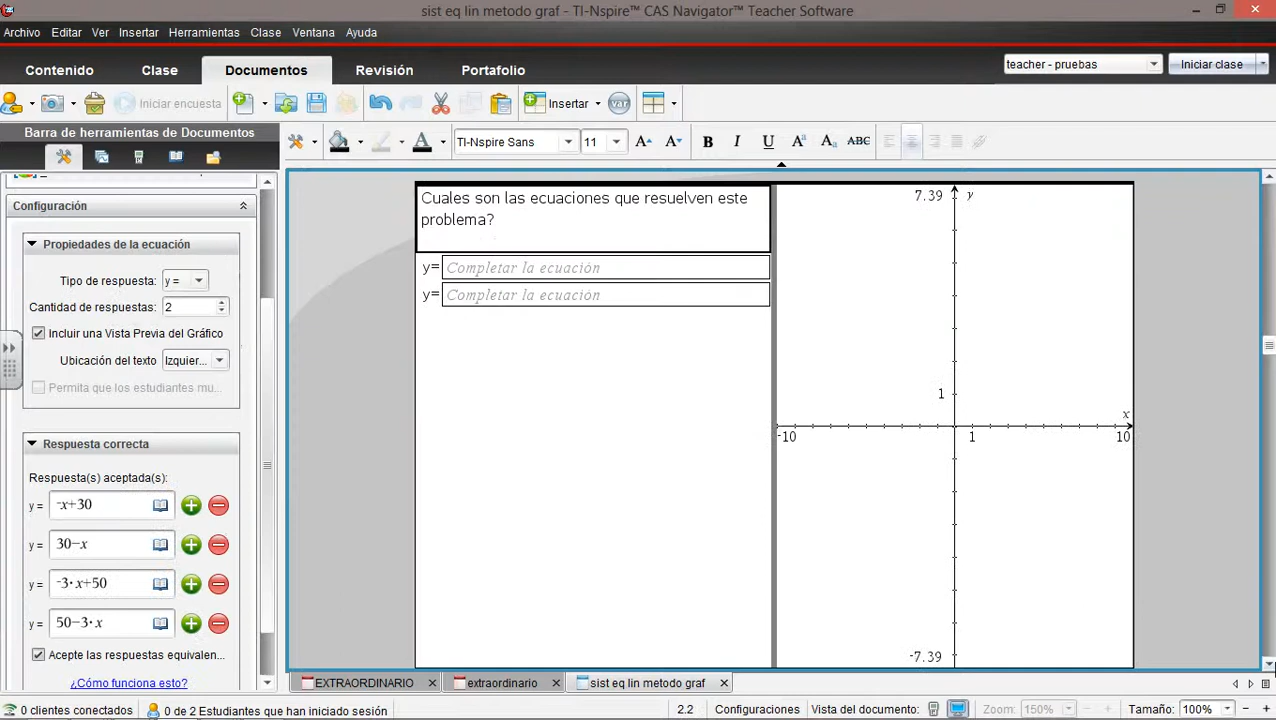 sist eq lin metodo graf - TI-Nspire™ CAS Navigator™ Teacher Software
Archivo Editar Ver Insertar Herramientas Clase Ventana Ayuda
Contenido Clase Documentos Revisión Portafolio
teacher - pruebas Iniciar clase
Iniciar encuesta Insertar var
Barra de herramientas de Documentos
A TI-Nspire Sans 11 A A B I U A A ABC
Configuración
Propiedades de la ecuación
Tipo de respuesta: y =
Cantidad de respuestas: 2
Incluir una Vista Previa del Gráfico
Ubicación del texto Izquier...
Permita que los estudiantes mu...
Respuesta correcta
Respuesta(s) aceptada(s):
y = -x+30
y = 30−x
y = -3·x+50
y = 50−3·x
Acepte las respuestas equivalen...
¿Cómo funciona esto?
Cuales son las ecuaciones que resuelven este
problema?
y= Completar la ecuación
y= Completar la ecuación
7.39 y
1
x
-10 1 10
-7.39
EXTRAORDINARIO extraordinario sist eq lin metodo graf
0 clientes conectados 0 de 2 Estudiantes que han iniciado sesión 2.2 Configuraciones Vista del documento: Zoom: 150% Tamaño: 100%